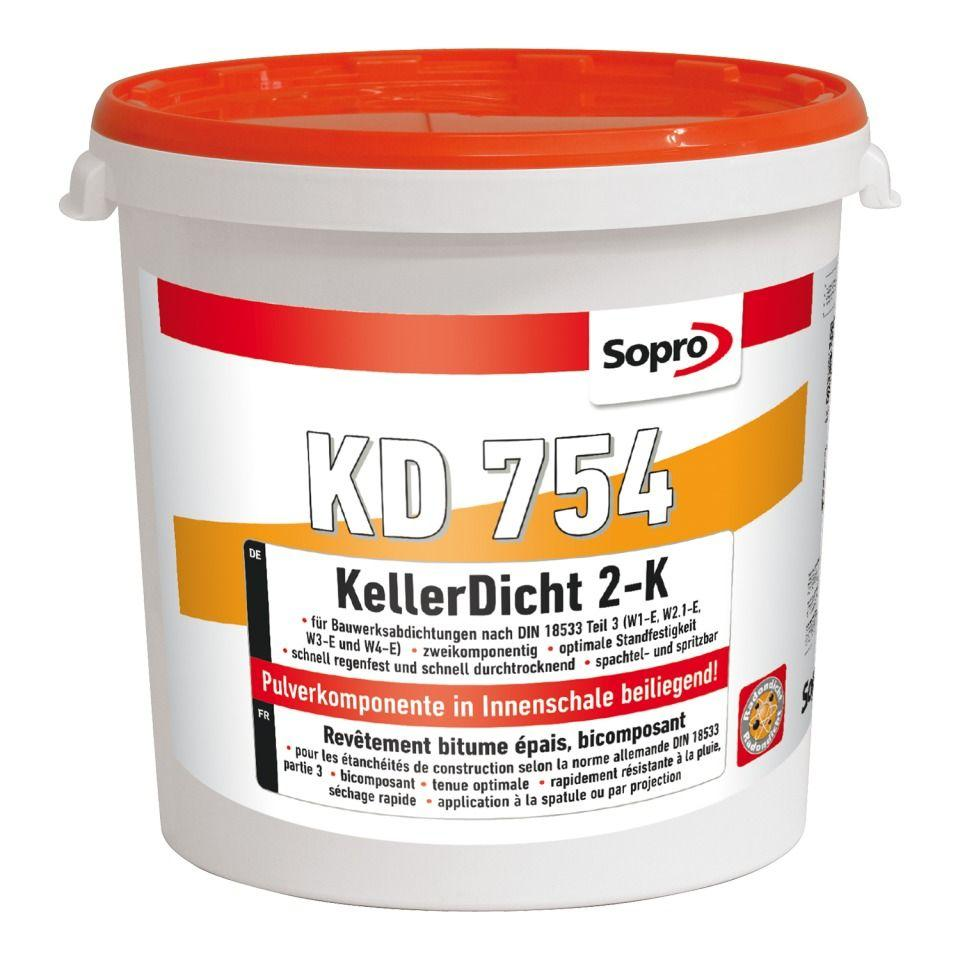 Sopro
KD 754
DE
KellerDicht 2-K
• für Bauwerksabdichtungen nach DIN 18533 Teil 3 (W1-E, W2.1-E,
W3-E und W4-E) • zweikomponentig • optimale Standfestigkeit
• schnell regenfest und schnell durchtrocknend • spachtel- und spritzbar
Pulverkomponente in Innenschale beiliegend!
FR
Revêtement bitume épais, bicomposant
• pour les étanchéités de construction selon la norme allemande DIN 18533
partie 3 • bicomposant • tenue optimale • rapidement résistante à la pluie,
séchage rapide • application à la spatule ou par projection
Radondicht
Radondicht